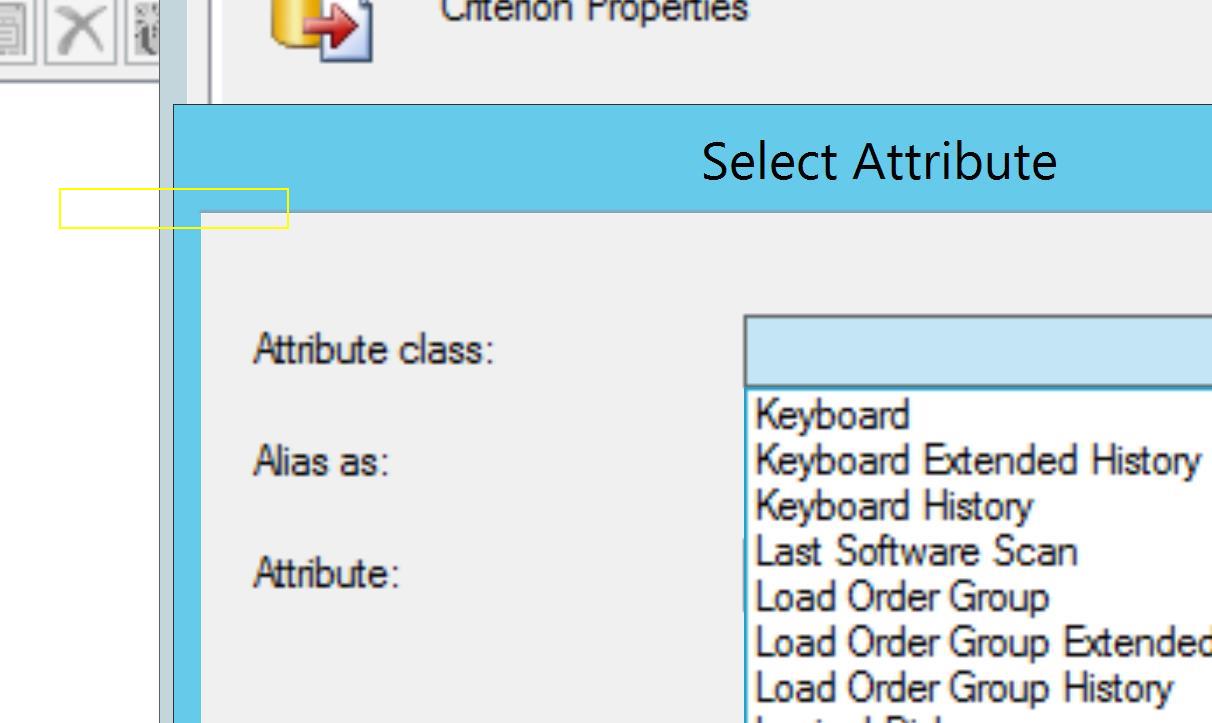 Criterion Properties
Select Attribute
Attribute class:
Keyboard
Keyboard Extended History
Alias as:
Keyboard History
Last Software Scan
Attribute:
Load Order Group
Load Order Group Extended
Load Order Group History